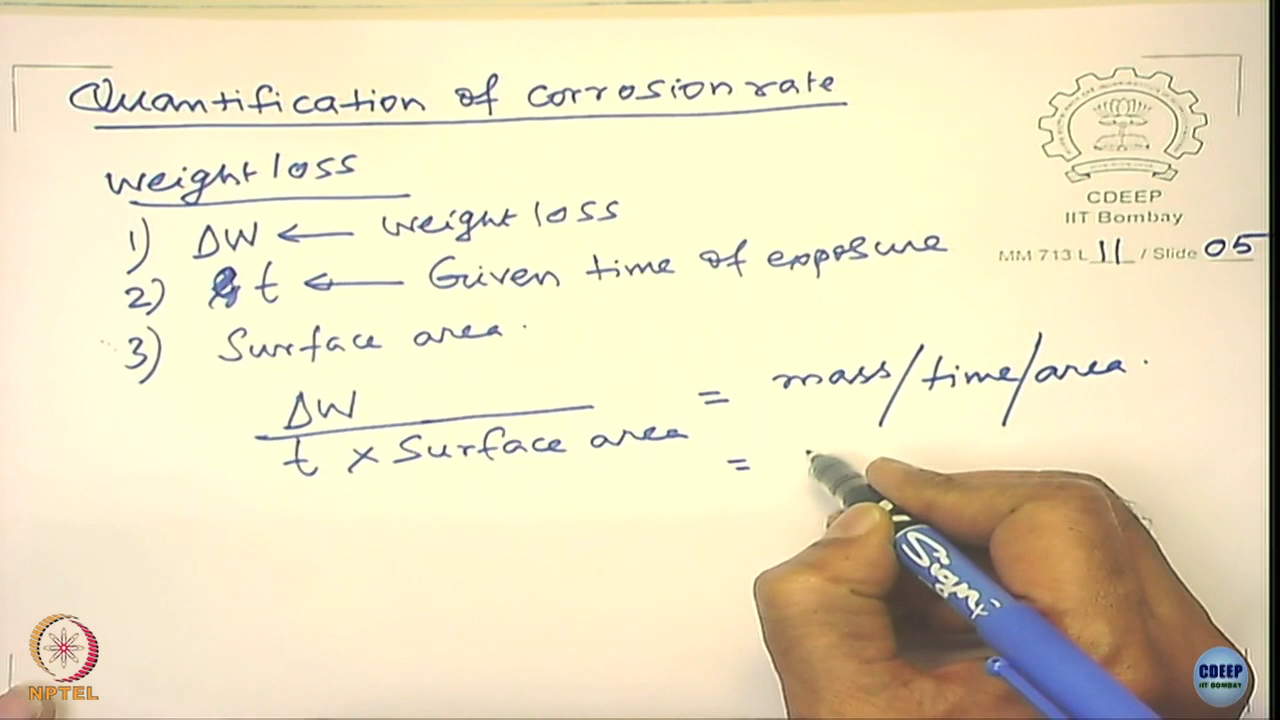 Quantification of corrosion rate
CDEEP
IIT Bombay
MM 713 L 11 / Slide 05
Weight loss
1) ΔW ← Weight loss
2) t ← Given time of exposure
3) Surface area.
ΔW / t × Surface area = mass/time/area.
=
Signi
NPTEL
CDEEP
IIT BOMBAY